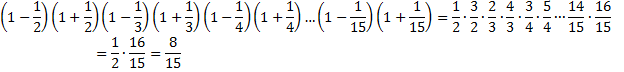 (1 − 1/2)(1 + 1/2)(1 − 1/3)(1 + 1/3)(1 − 1/4)(1 + 1/4) … (1 − 1/15)(1 + 1/15) = 1/2 · 3/2 · 2/3 · 4/3 · 3/4 · 5/4 ⋯ 14/15 · 16/15
= 1/2 · 16/15 = 8/15